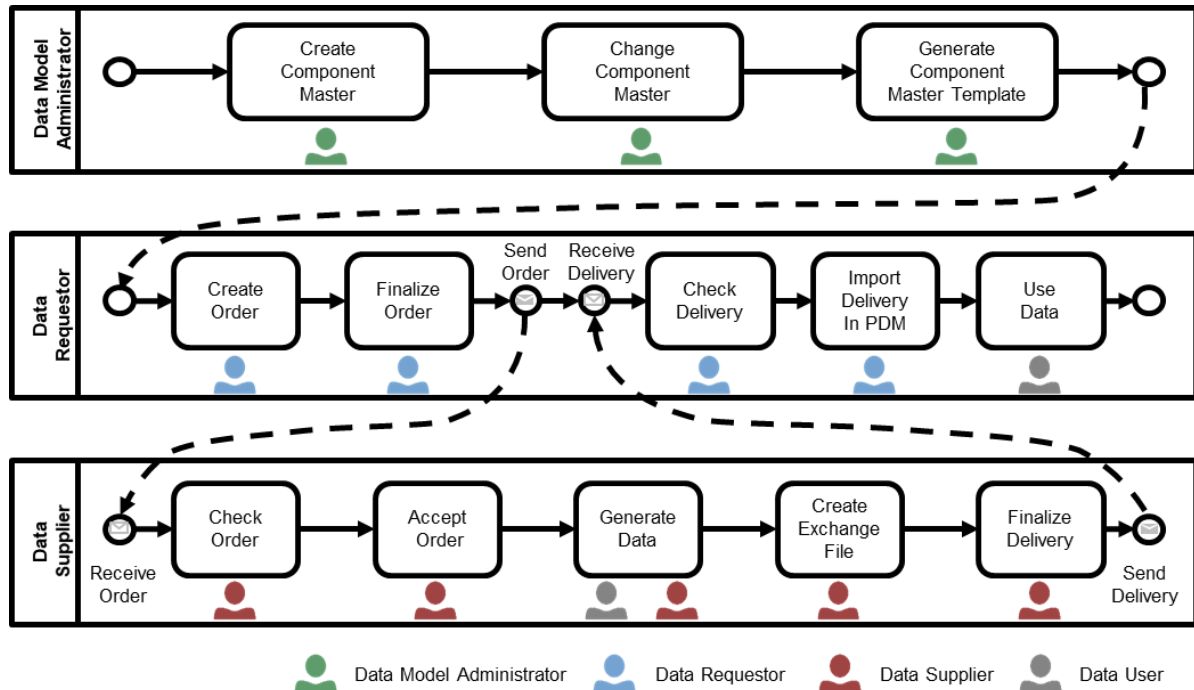 Data Model
Administrator
Create
Component
Master
Change
Component
Master
Generate
Component
Master Template
Data
Requestor
Create
Order
Finalize
Order
Send
Order
Receive
Delivery
Check
Delivery
Import
Delivery
In PDM
Use
Data
Data
Supplier
Receive
Order
Check
Order
Accept
Order
Generate
Data
Create
Exchange
File
Finalize
Delivery
Send
Delivery
Data Model Administrator
Data Requestor
Data Supplier
Data User